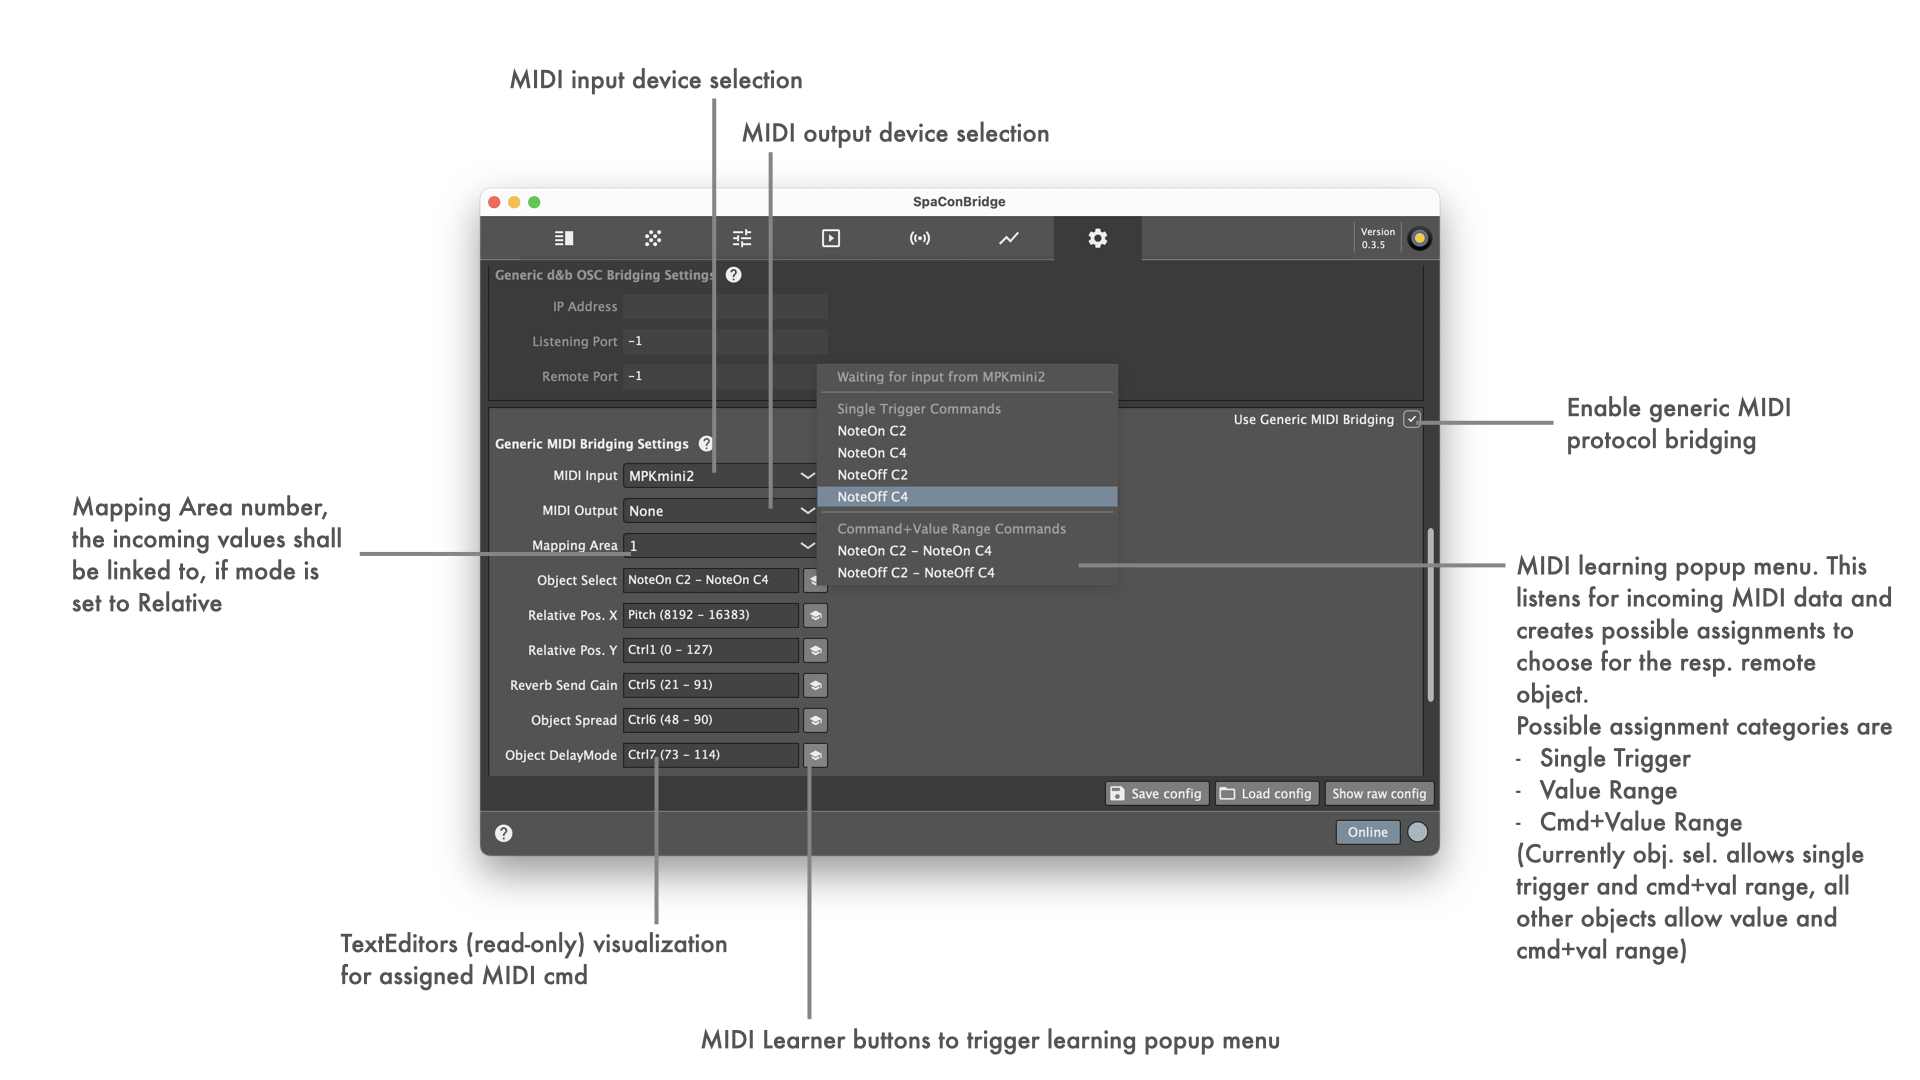 MIDI input device selection
MIDI output device selection
SpaConBridge
Version
0.3.5
Generic d&b OSC Bridging Settings ?
IP Address
Listening Port -1
Remote Port -1
Waiting for input from MPKmini2
Single Trigger Commands
NoteOn C2
NoteOn C4
NoteOff C2
NoteOff C4
Command+Value Range Commands
NoteOn C2 - NoteOn C4
NoteOff C2 - NoteOff C4
Use Generic MIDI Bridging
Generic MIDI Bridging Settings ?
MIDI Input MPKmini2
MIDI Output None
Mapping Area 1
Object Select NoteOn C2 - NoteOn C4
Relative Pos. X Pitch (8192 - 16383)
Relative Pos. Y Ctrl1 (0 - 127)
Reverb Send Gain Ctrl5 (21 - 91)
Object Spread Ctrl6 (48 - 90)
Object DelayMode Ctrl7 (73 - 114)
Save config Load config Show raw config
? Online
Enable generic MIDI
protocol bridging
Mapping Area number,
the incoming values shall
be linked to, if mode is
set to Relative
MIDI learning popup menu. This
listens for incoming MIDI data and
creates possible assignments to
choose for the resp. remote
object.
Possible assignment categories are
- Single Trigger
- Value Range
- Cmd+Value Range
(Currently obj. sel. allows single
trigger and cmd+val range, all
other objects allow value and
cmd+val range)
TextEditors (read-only) visualization
for assigned MIDI cmd
MIDI Learner buttons to trigger learning popup menu